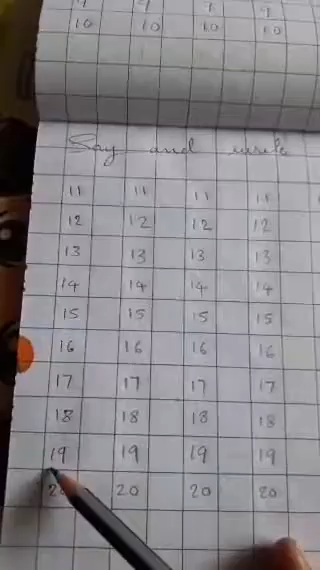 10 10 10 10
Say and write
11 11 11 11
12 12 12 12
13 13 13 13
14 14 14 14
15 15 15 15
16 16 16 16
17 17 17 17
18 18 18 18
19 19 19 19
20 20 20 20